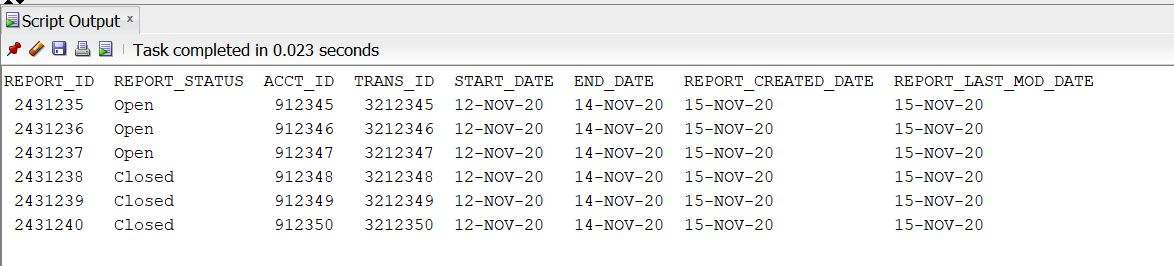 Script Output ×
Task completed in 0.023 seconds
REPORT_ID REPORT_STATUS ACCT_ID TRANS_ID START_DATE END_DATE REPORT_CREATED_DATE REPORT_LAST_MOD_DATE
2431235 Open 912345 3212345 12-NOV-20 14-NOV-20 15-NOV-20 15-NOV-20
2431236 Open 912346 3212346 12-NOV-20 14-NOV-20 15-NOV-20 15-NOV-20
2431237 Open 912347 3212347 12-NOV-20 14-NOV-20 15-NOV-20 15-NOV-20
2431238 Closed 912348 3212348 12-NOV-20 14-NOV-20 15-NOV-20 15-NOV-20
2431239 Closed 912349 3212349 12-NOV-20 14-NOV-20 15-NOV-20 15-NOV-20
2431240 Closed 912350 3212350 12-NOV-20 14-NOV-20 15-NOV-20 15-NOV-20